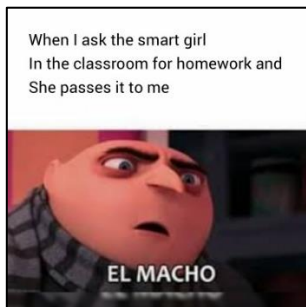 When I ask the smart girl
In the classroom for homework and
She passes it to me
EL MACHO